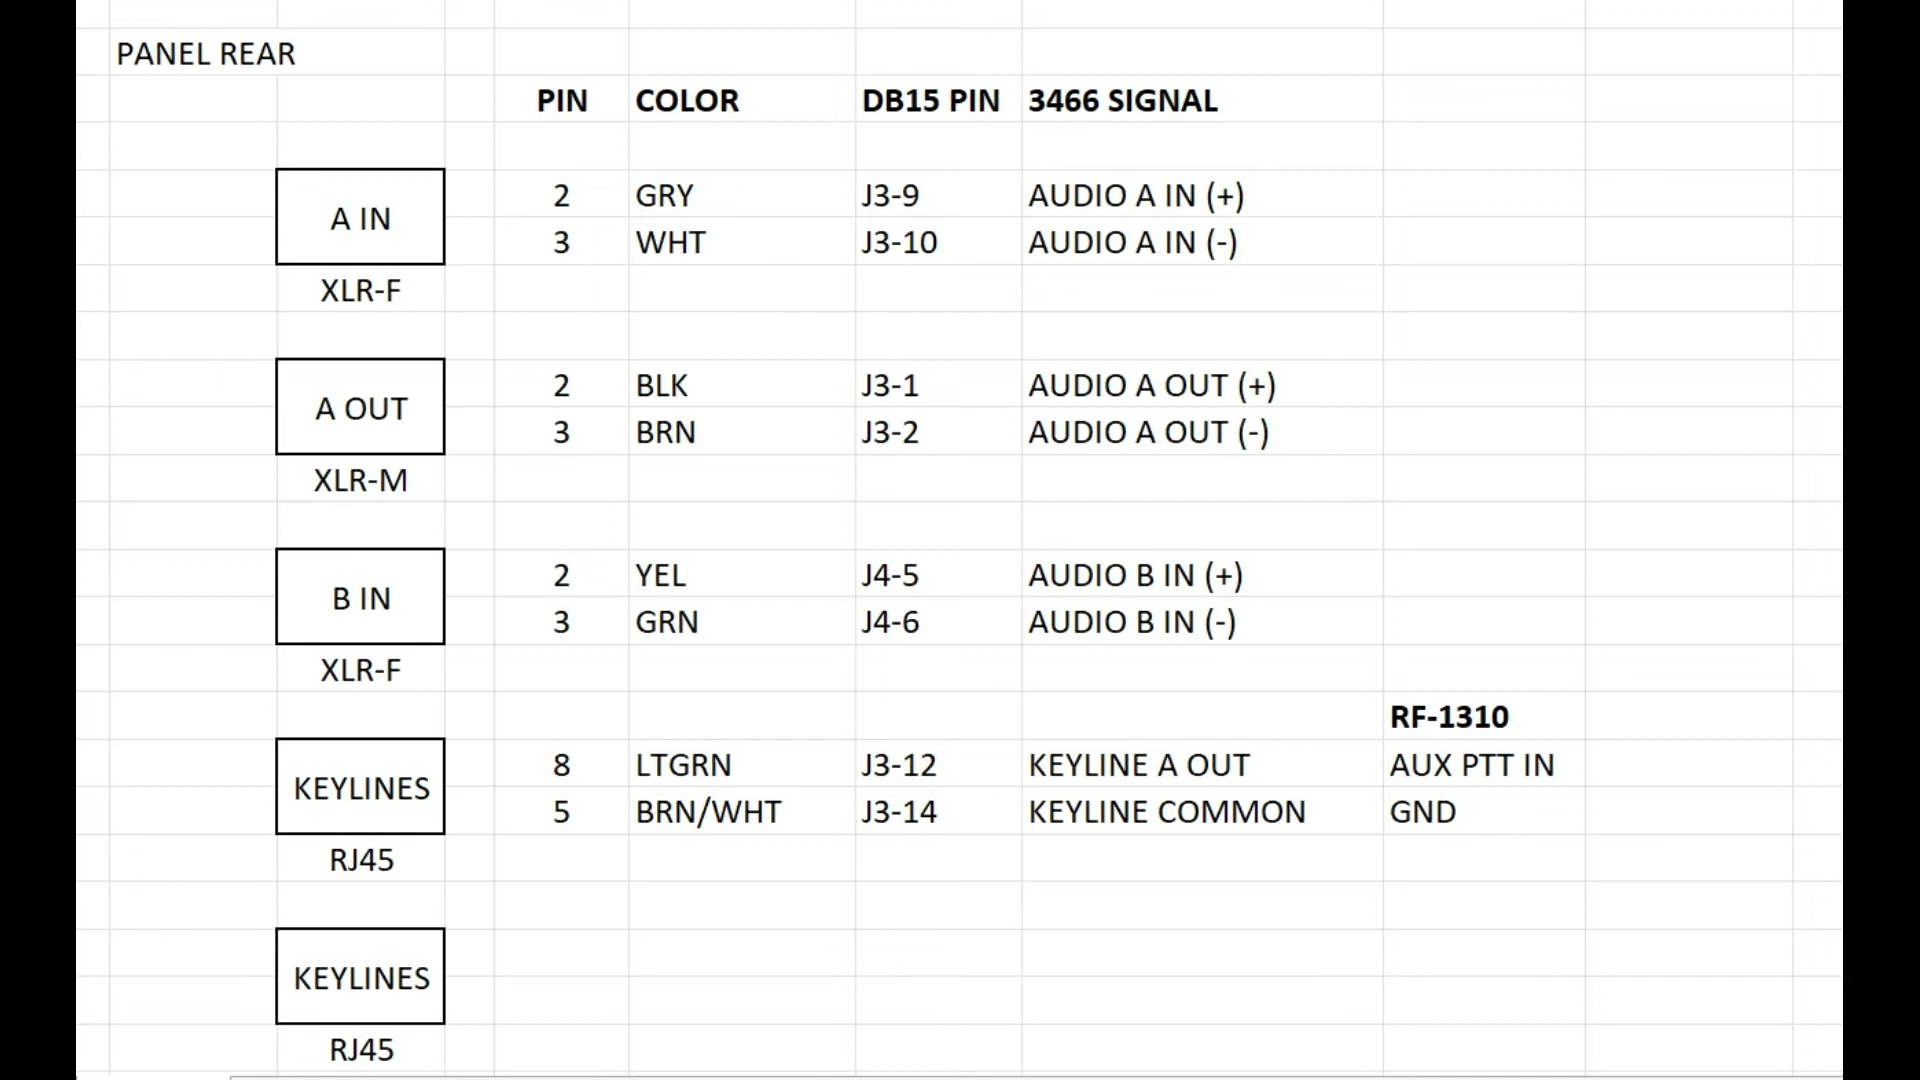 PANEL REAR
PIN COLOR DB15 PIN 3466 SIGNAL
A IN 2 GRY J3-9 AUDIO A IN (+)
3 WHT J3-10 AUDIO A IN (-)
XLR-F
A OUT 2 BLK J3-1 AUDIO A OUT (+)
3 BRN J3-2 AUDIO A OUT (-)
XLR-M
B IN 2 YEL J4-5 AUDIO B IN (+)
3 GRN J4-6 AUDIO B IN (-)
XLR-F
RF-1310
KEYLINES 8 LTGRN J3-12 KEYLINE A OUT AUX PTT IN
5 BRN/WHT J3-14 KEYLINE COMMON GND
RJ45
KEYLINES
RJ45